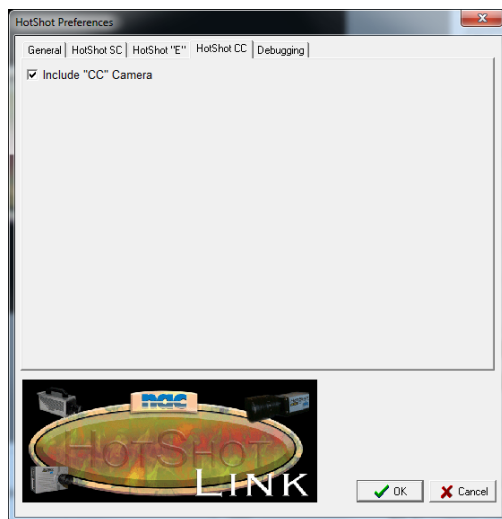 HotShot Preferences
General HotShot SC HotShot "E" HotShot CC Debugging
Include "CC" Camera
nac
HOTSHOT
LINK
OK Cancel